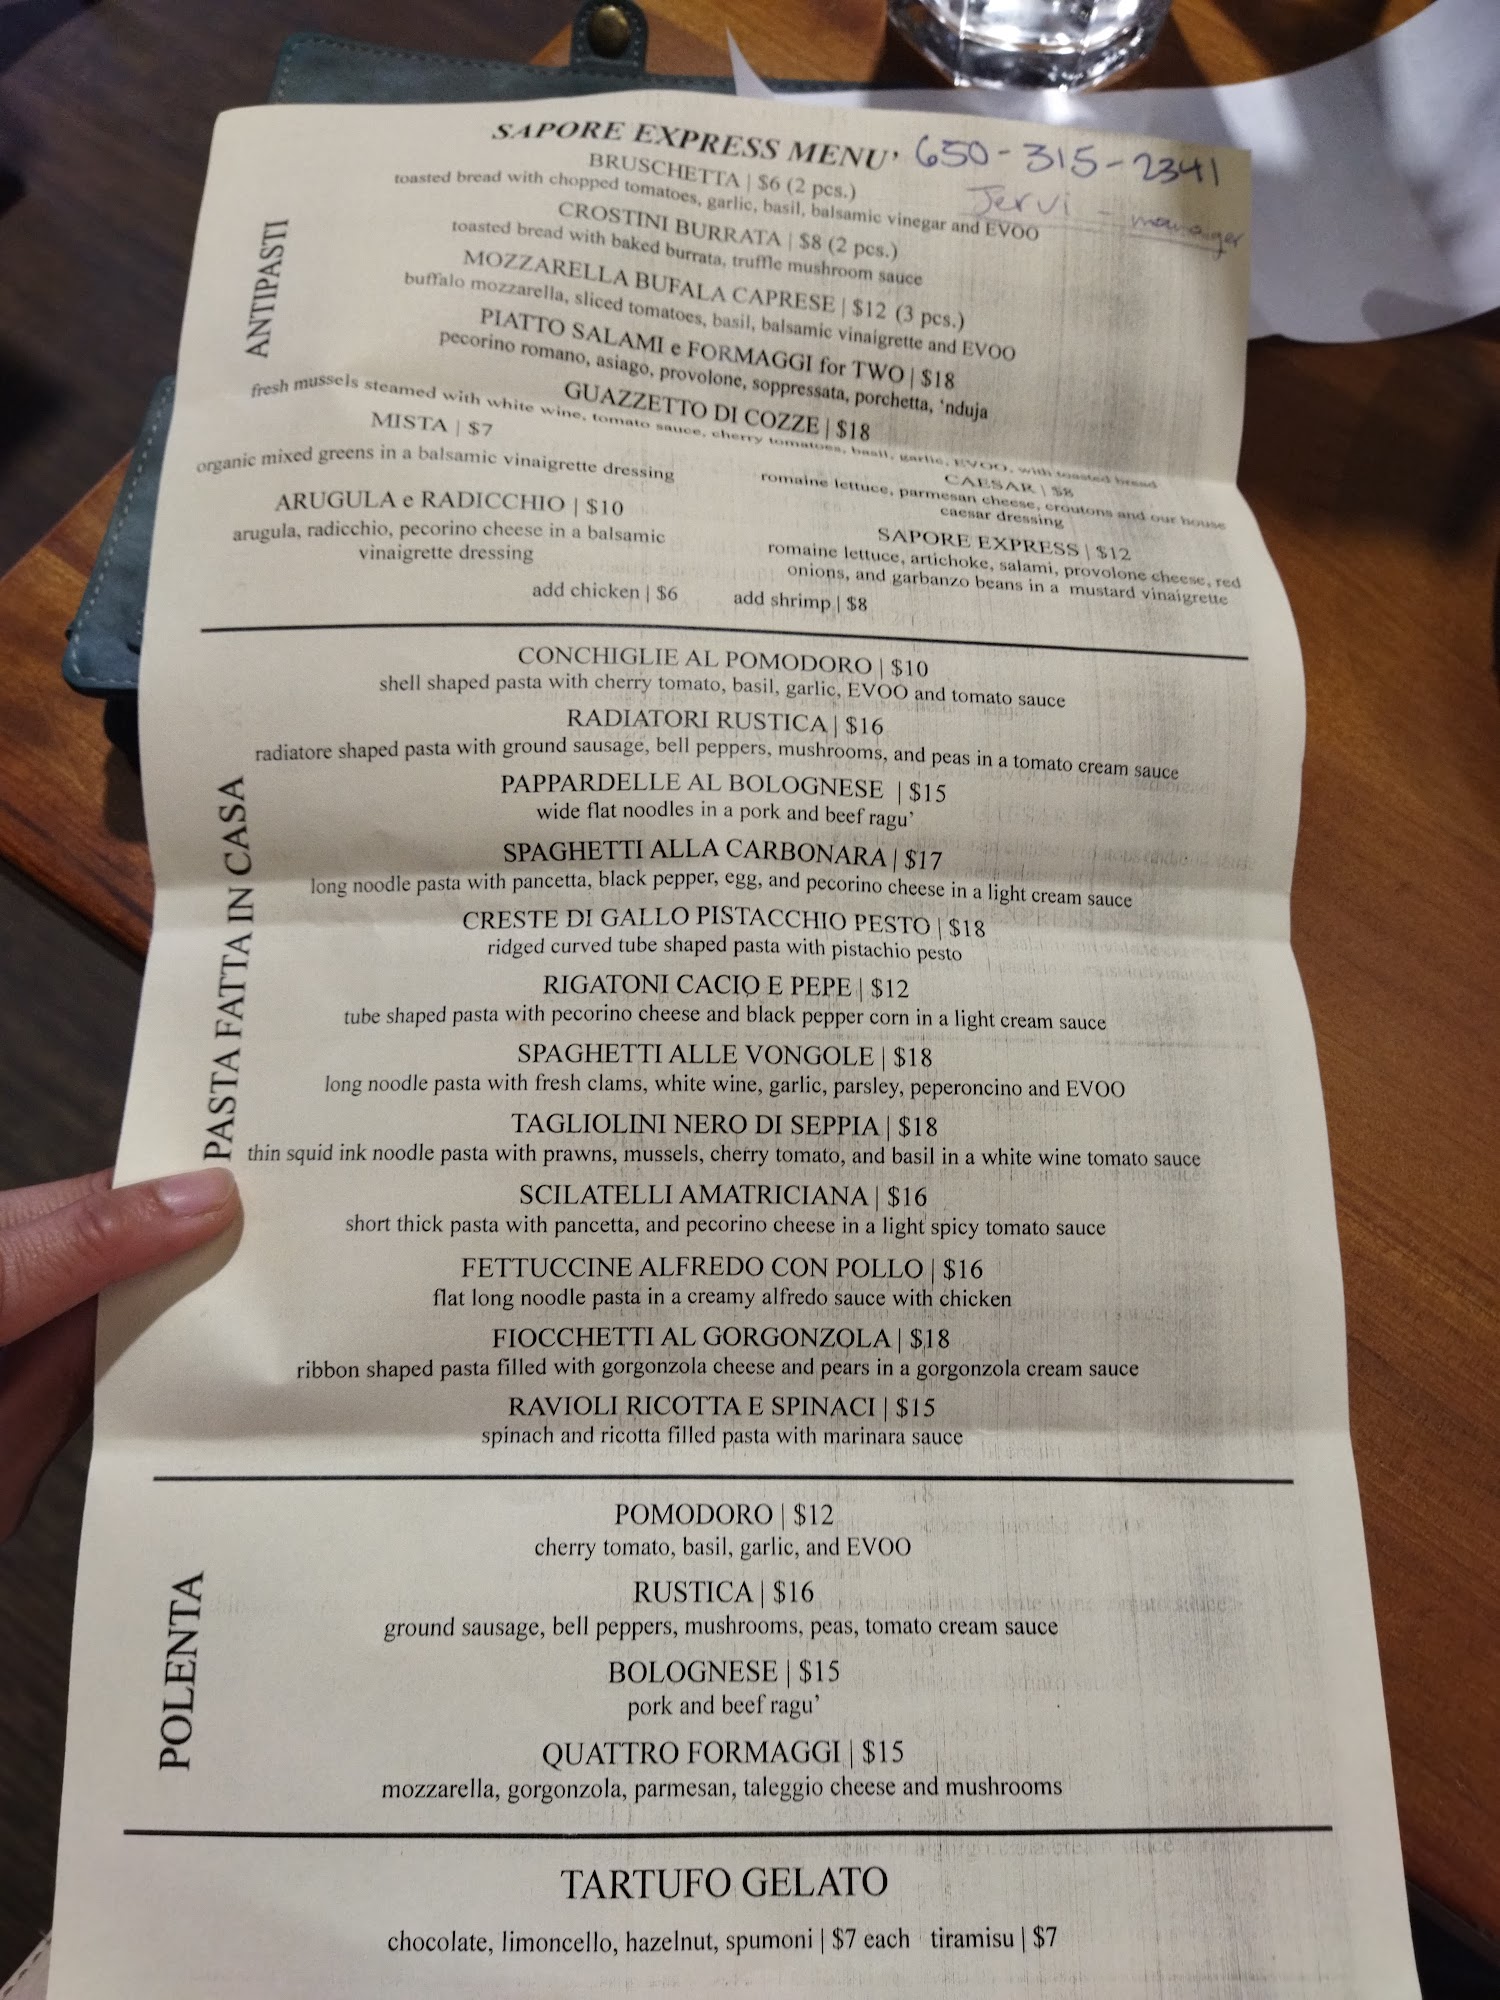 SAPORE EXPRESS MENU' 650-315-2341
Jervi - manager
ANTIPASTI
BRUSCHETTA | $6 (2 pcs.)
toasted bread with chopped tomatoes, garlic, basil, balsamic vinegar and EVOO
CROSTINI BURRATA | $8 (2 pcs.)
toasted bread with baked burrata, truffle mushroom sauce
MOZZARELLA BUFALA CAPRESE | $12 (3 pcs.)
buffalo mozzarella, sliced tomatoes, basil, balsamic vinaigrette and EVOO
PIATTO SALAMI e FORMAGGI for TWO | $18
pecorino romano, asiago, provolone, soppressata, porchetta, 'nduja
GUAZZETTO DI COZZE | $18
fresh mussels steamed with white wine, tomato sauce, cherry tomatoes, basil, garlic, EVOO, with toasted bread
MISTA | $7
organic mixed greens in a balsamic vinaigrette dressing
CAESAR | $8
romaine lettuce, parmesan cheese, croutons and our house
caesar dressing
ARUGULA e RADICCHIO | $10
arugula, radicchio, pecorino cheese in a balsamic
vinaigrette dressing
SAPORE EXPRESS | $12
romaine lettuce, artichoke, salami, provolone cheese, red
onions, and garbanzo beans in a mustard vinaigrette
add chicken | $6 add shrimp | $8
PASTA FATTA IN CASA
CONCHIGLIE AL POMODORO | $10
shell shaped pasta with cherry tomato, basil, garlic, EVOO and tomato sauce
RADIATORI RUSTICA | $16
radiatore shaped pasta with ground sausage, bell peppers, mushrooms, and peas in a tomato cream sauce
PAPPARDELLE AL BOLOGNESE | $15
wide flat noodles in a pork and beef ragu'
SPAGHETTI ALLA CARBONARA | $17
long noodle pasta with pancetta, black pepper, egg, and pecorino cheese in a light cream sauce
CRESTE DI GALLO PISTACCHIO PESTO | $18
ridged curved tube shaped pasta with pistachio pesto
RIGATONI CACIO E PEPE | $12
tube shaped pasta with pecorino cheese and black pepper corn in a light cream sauce
SPAGHETTI ALLE VONGOLE | $18
long noodle pasta with fresh clams, white wine, garlic, parsley, peperoncino and EVOO
TAGLIOLINI NERO DI SEPPIA | $18
thin squid ink noodle pasta with prawns, mussels, cherry tomato, and basil in a white wine tomato sauce
SCILATELLI AMATRICIANA | $16
short thick pasta with pancetta, and pecorino cheese in a light spicy tomato sauce
FETTUCCINE ALFREDO CON POLLO | $16
flat long noodle pasta in a creamy alfredo sauce with chicken
FIOCCHETTI AL GORGONZOLA | $18
ribbon shaped pasta filled with gorgonzola cheese and pears in a gorgonzola cream sauce
RAVIOLI RICOTTA E SPINACI | $15
spinach and ricotta filled pasta with marinara sauce
POLENTA
POMODORO | $12
cherry tomato, basil, garlic, and EVOO
RUSTICA | $16
ground sausage, bell peppers, mushrooms, peas, tomato cream sauce
BOLOGNESE | $15
pork and beef ragu'
QUATTRO FORMAGGI | $15
mozzarella, gorgonzola, parmesan, taleggio cheese and mushrooms
TARTUFO GELATO
chocolate, limoncello, hazelnut, spumoni | $7 each tiramisu | $7